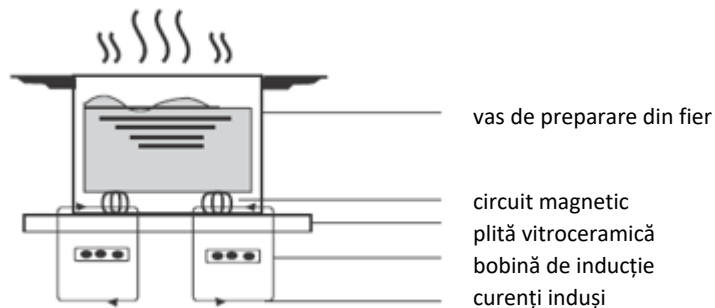 vas de preparare din fier
circuit magnetic
plită vitroceramică
bobină de inducție
curenți induși